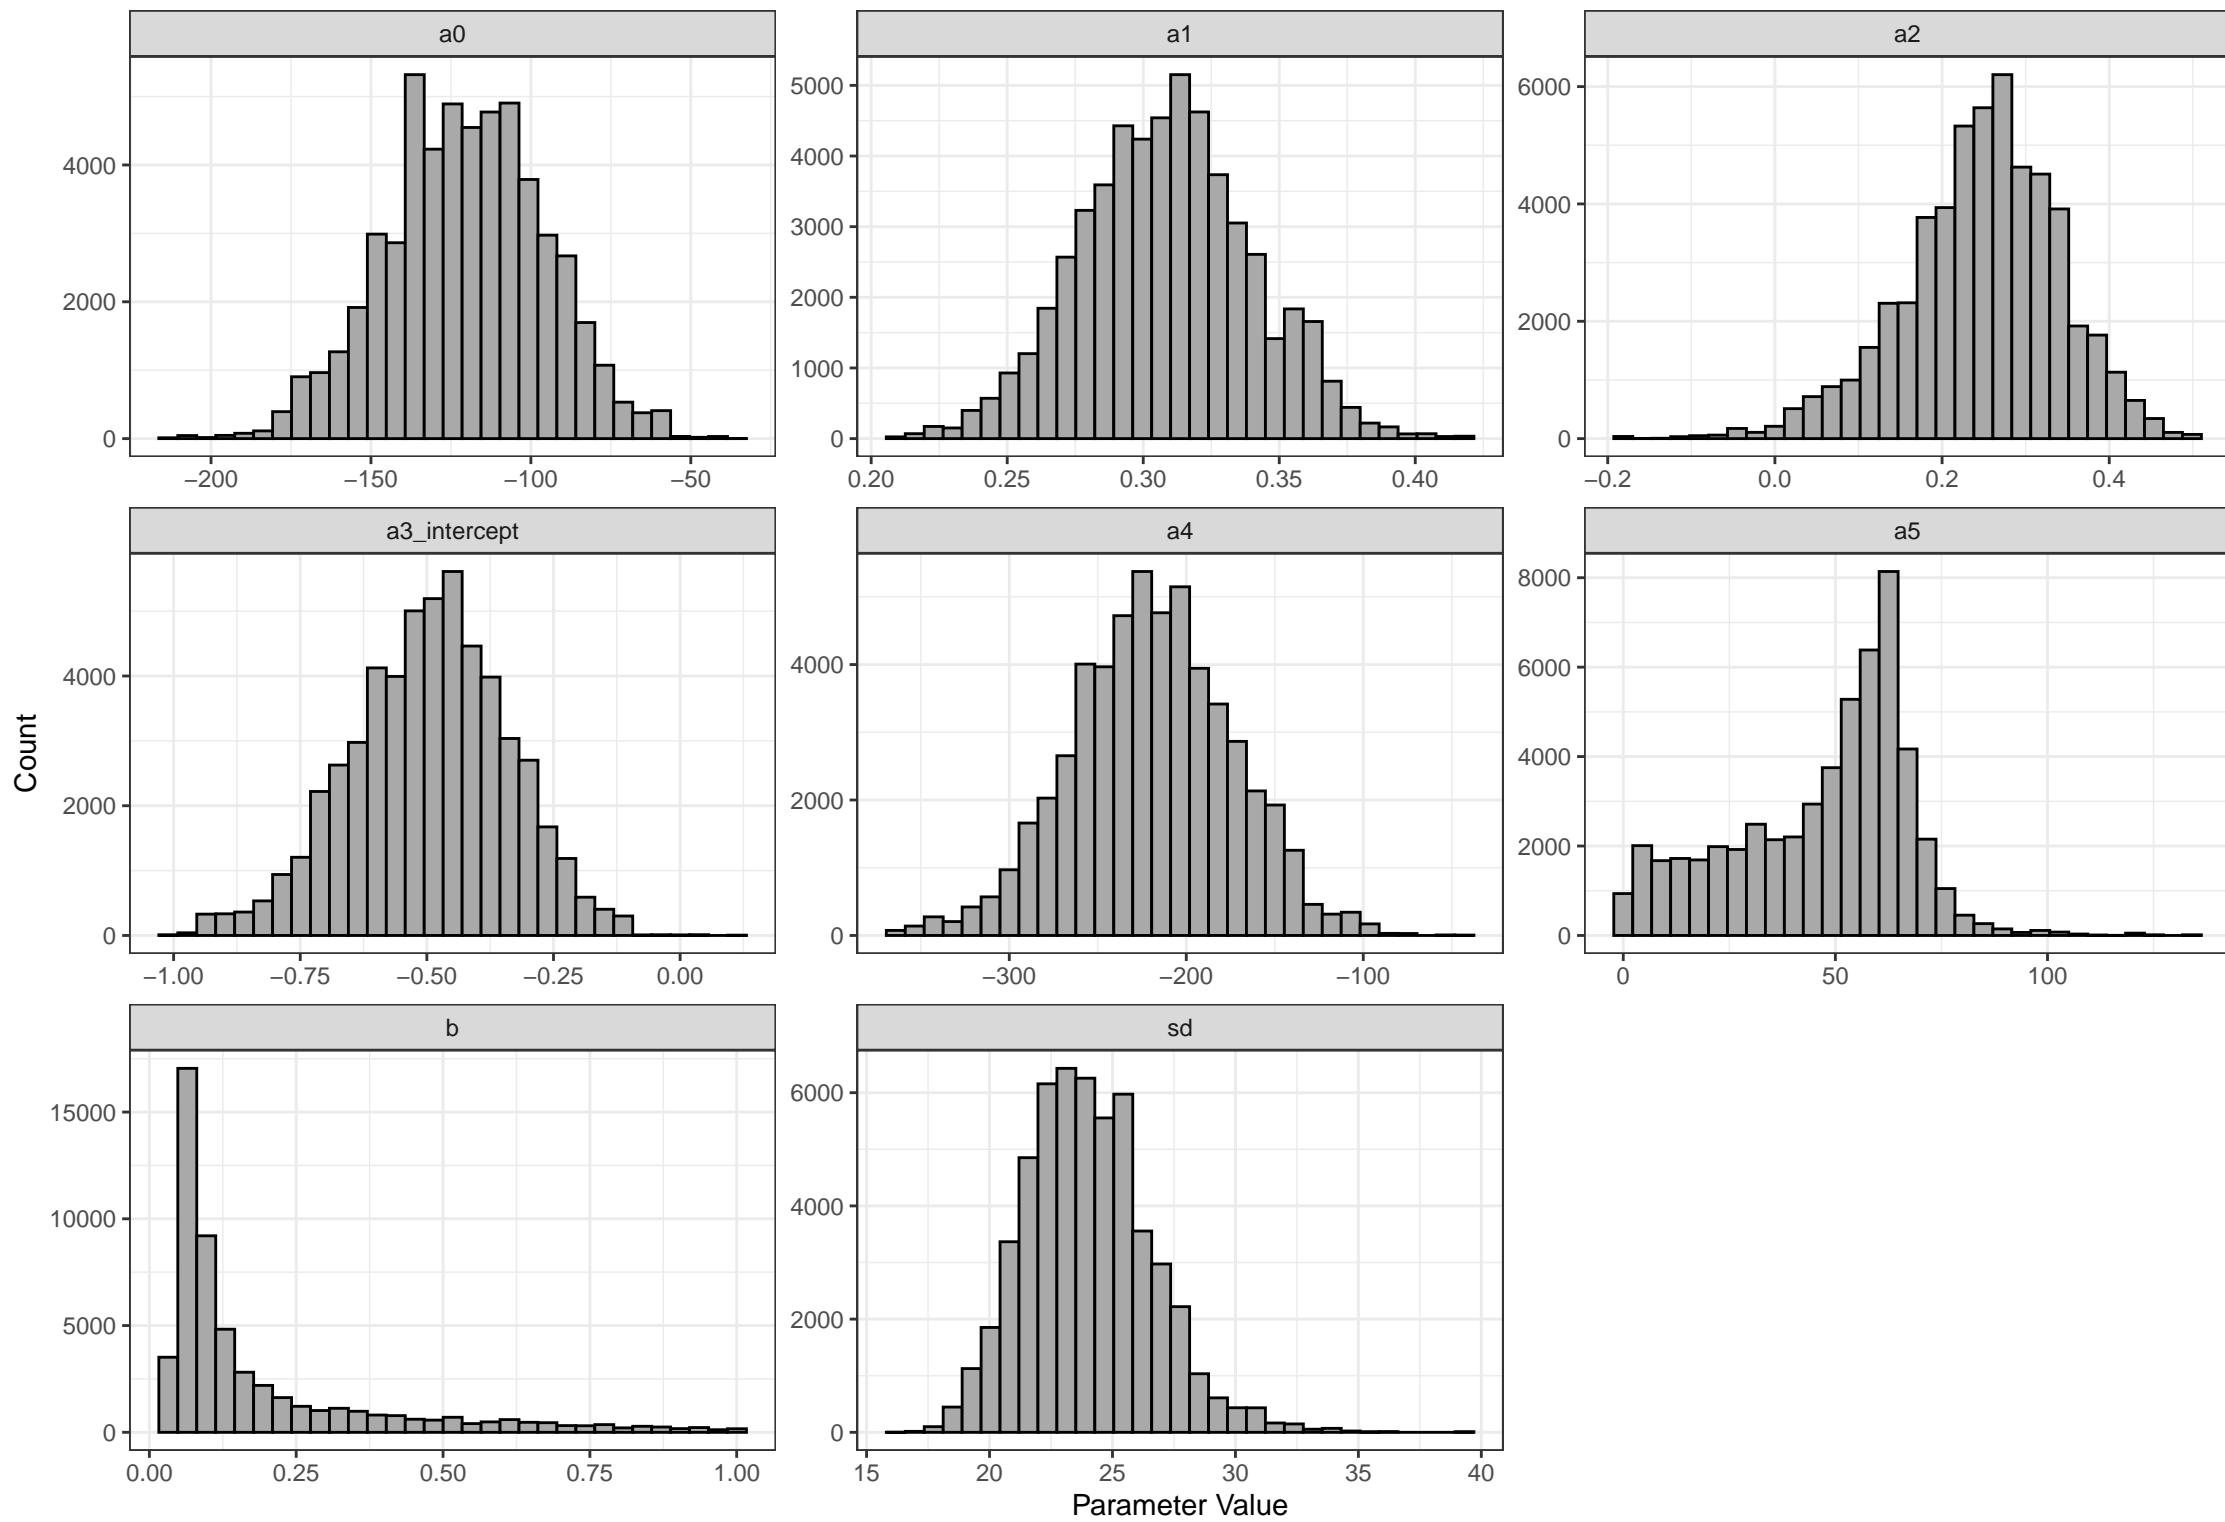 a0 a1 a2
4000
2000
0
5000
4000
3000
2000
1000
0
6000
4000
2000
0
−200 −150 −100 −50
0.20 0.25 0.30 0.35 0.40
−0.2 0.0 0.2 0.4
a3_intercept a4 a5
4000
2000
0
4000
2000
0
8000
6000
4000
2000
0
−1.00 −0.75 −0.50 −0.25 0.00
−300 −200 −100
0 50 100
Count
b sd
15000
10000
5000
0
6000
4000
2000
0
0.00 0.25 0.50 0.75 1.00
15 20 25 30 35 40
Parameter Value